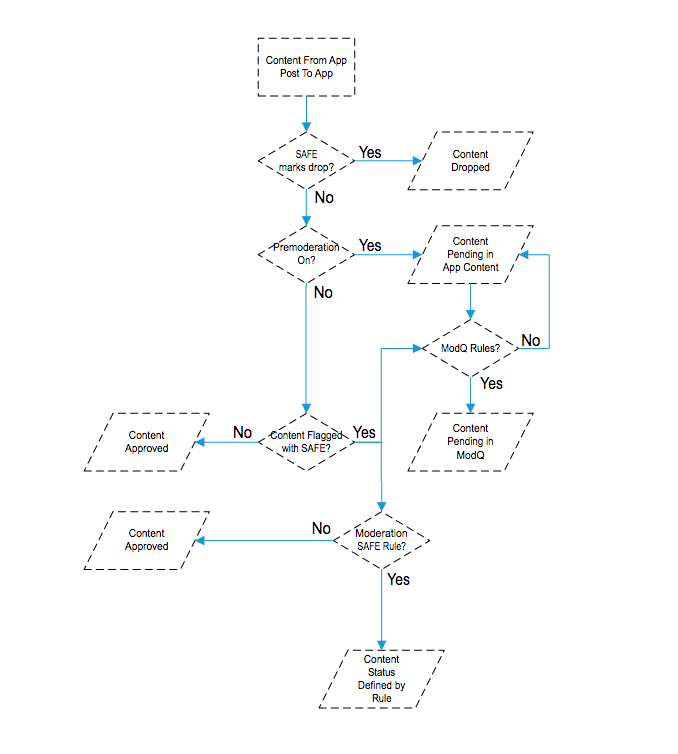 Content From App
Post To App
SAFE
marks drop?
Yes
Content
Dropped
No
Premoderation
On?
Yes
Content
Pending in
App Content
No
ModQ Rules?
No
Yes
Content
Approved
No
Content Flagged
with SAFE?
Yes
Content
Pending in
ModQ
Content
Approved
No
Moderation
SAFE Rule?
Yes
Content
Status
Defined by
Rule